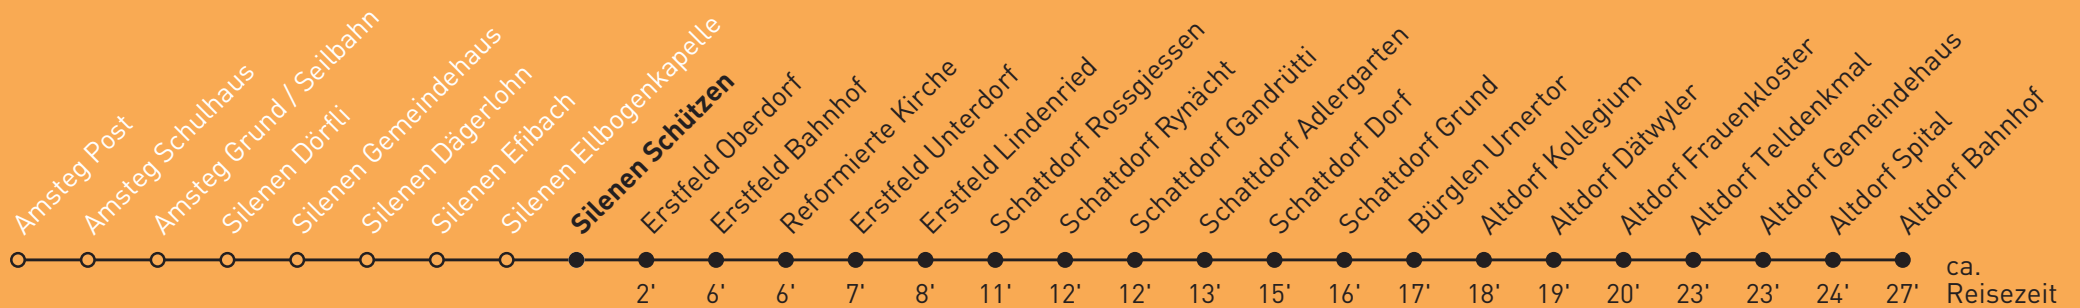 Amsteg Post
Amsteg Schulhaus
Amsteg Grund / Seilbahn
Silenen Dörfli
Silenen Gemeindehaus
Silenen Dägerlohn
Silenen Efibach
Silenen Ellbogenkapelle
Silenen Schützen
Erstfeld Oberdorf
Erstfeld Bahnhof
Reformierte Kirche
Erstfeld Unterdorf
Erstfeld Lindenried
Schattdorf Rossgiessen
Schattdorf Rynächt
Schattdorf Gandrütti
Schattdorf Adlergarten
Schattdorf Dorf
Schattdorf Grund
Bürglen Urnertor
Altdorf Kollegium
Altdorf Dätwyler
Altdorf Frauenkloster
Altdorf Telldenkmal
Altdorf Gemeindehaus
Altdorf Spital
Altdorf Bahnhof
2' 6' 6' 7' 8' 11' 12' 12' 13' 15' 16' 17' 18' 19' 20' 23' 23' 24' 27'
ca.
Reisezeit